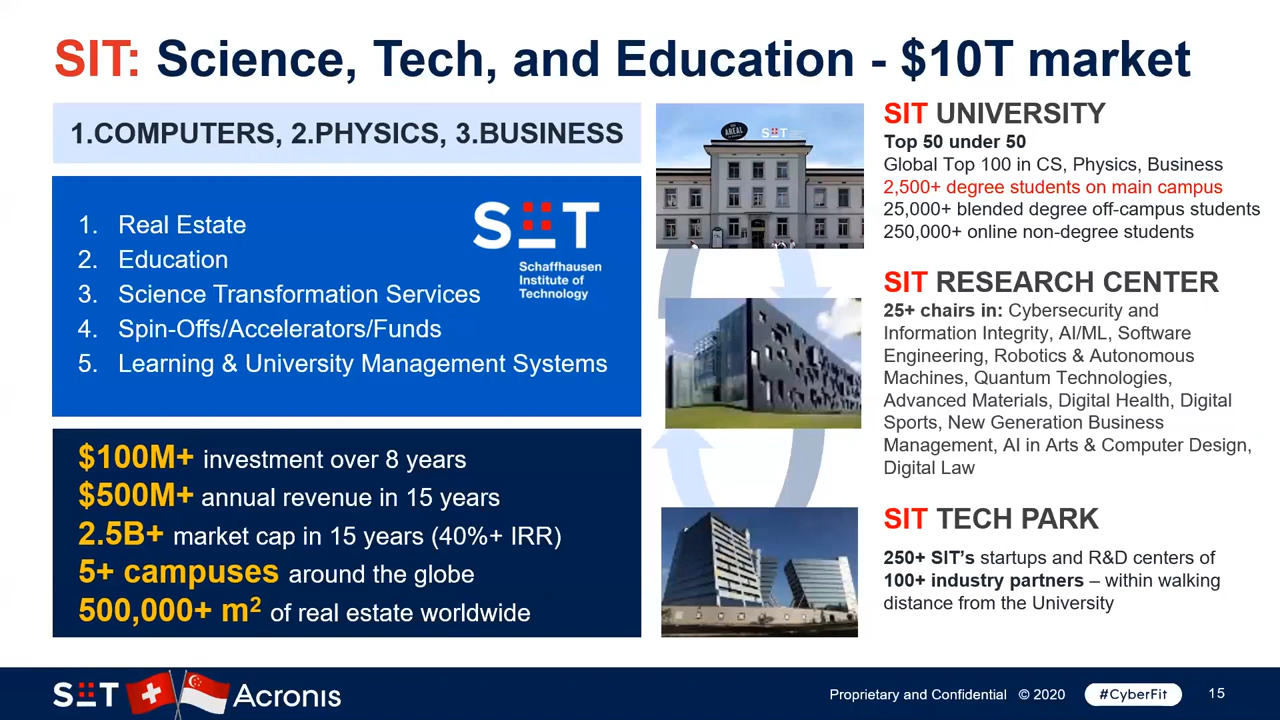 SIT: Science, Tech, and Education - $10T market
1.COMPUTERS, 2.PHYSICS, 3.BUSINESS
1. Real Estate
2. Education
3. Science Transformation Services
4. Spin-Offs/Accelerators/Funds
5. Learning & University Management Systems
SIT
Schaffhausen
Institute of
Technology
$100M+ investment over 8 years
$500M+ annual revenue in 15 years
2.5B+ market cap in 15 years (40%+ IRR)
5+ campuses around the globe
500,000+ m² of real estate worldwide
AREAL
SIT
SIT UNIVERSITY
Top 50 under 50
Global Top 100 in CS, Physics, Business
2,500+ degree students on main campus
25,000+ blended degree off-campus students
250,000+ online non-degree students
SIT RESEARCH CENTER
25+ chairs in: Cybersecurity and
Information Integrity, AI/ML, Software
Engineering, Robotics & Autonomous
Machines, Quantum Technologies,
Advanced Materials, Digital Health, Digital
Sports, New Generation Business
Management, AI in Arts & Computer Design,
Digital Law
SIT TECH PARK
250+ SIT's startups and R&D centers of
100+ industry partners – within walking
distance from the University
SIT Acronis
Proprietary and Confidential © 2020 #CyberFit 15